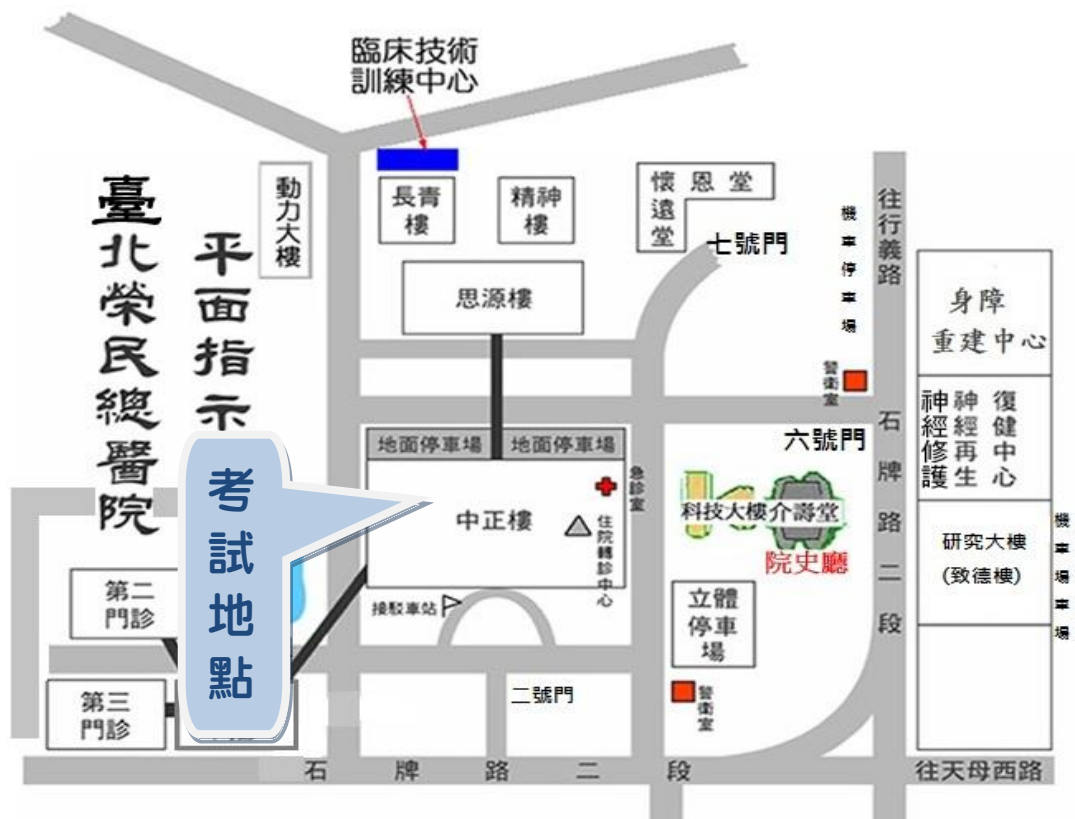 臨床技術
訓練中心
臺北榮民總醫院
平面指示
動力大樓
長青
樓
精神
樓
懷恩堂
遠
堂
七號門
機車停車場
往行義路
思源樓
身障
重建中心
警衛室
神經修護
神經再生
復健中心
六號門
石牌路二段
地面停車場
地面停車場
急診室
中正樓
住院轉診中心
科技大樓
介壽堂
院史廳
研究大樓
(致德樓)
機車場車場
考試地點
接駁車站
立體
停車
場
第二
門診
第三
門診
二號門
警衛室
石牌路二段
往天母西路